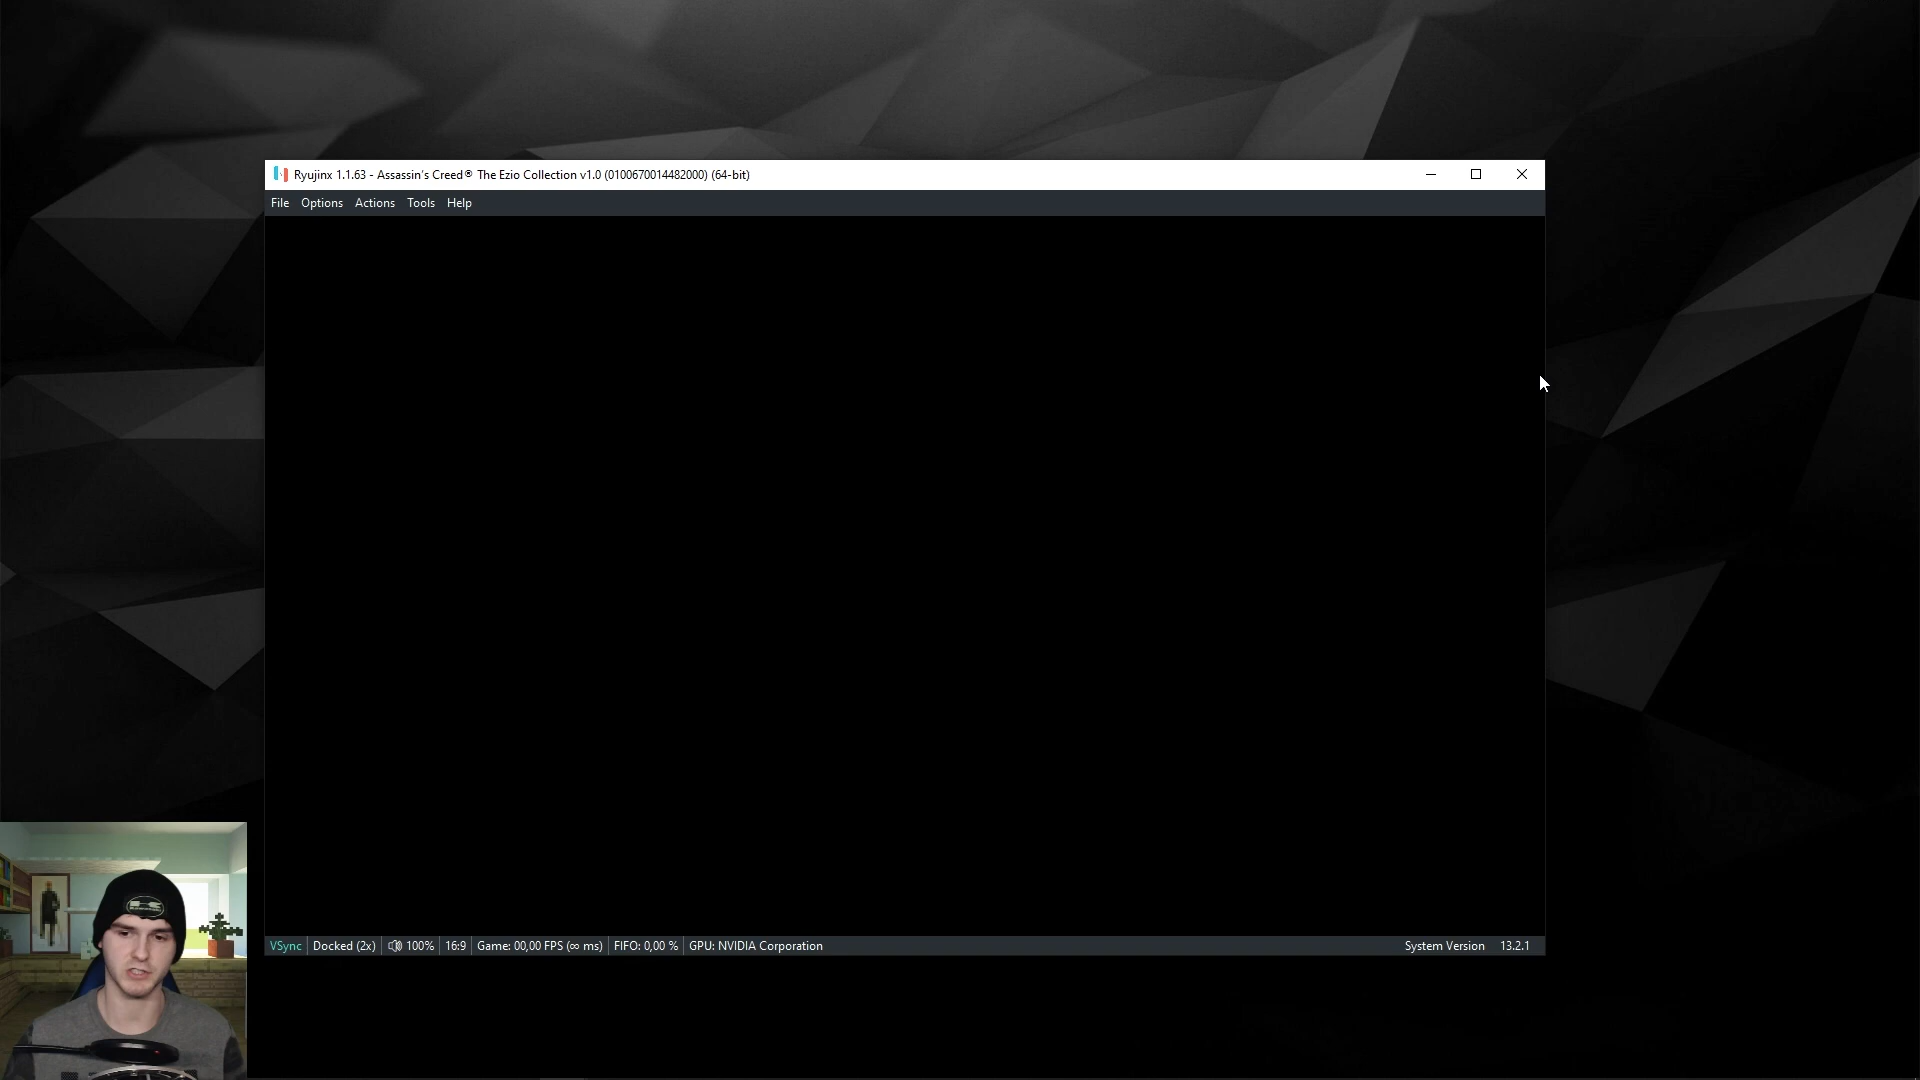 Ryujinx 1.1.63 - Assassin's Creed® The Ezio Collection v1.0 (0100670014482000) (64-bit)
File Options Actions Tools Help
VSync Docked (2x) 100% 16:9 Game: 00,00 FPS (∞ ms) FIFO: 0,00 % GPU: NVIDIA Corporation System Version 13.2.1